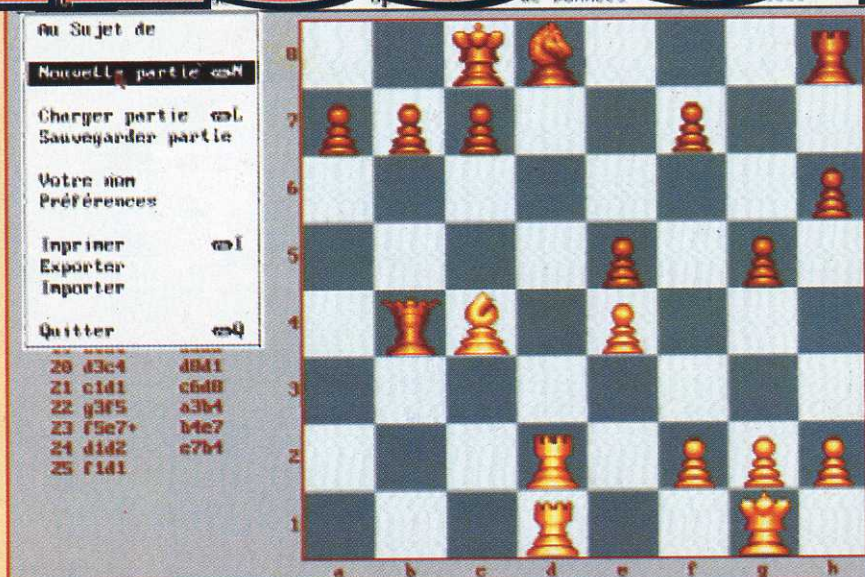 Au Sujet de
Nouvelle partie N
Charger partie L
Sauvegarder partie
Votre nom
Préférences
Imprimer I
Exporter
Importer
Quitter Q
20 d3c4 d8d1
21 c1d1 c6d8
22 g3f5 a3b4
23 f5e7+ b4e7
24 d1d2 e7b4
25 f1d1
8
7
6
5
4
3
2
1
a b c d e f g h